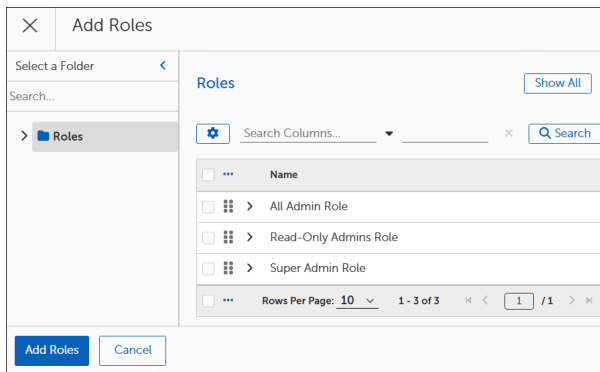 Add Roles
Select a Folder
Search...
Roles
Roles
Show All
Search Columns...
Search
Name
All Admin Role
Read-Only Admins Role
Super Admin Role
Rows Per Page: 10 1 - 3 of 3 1 / 1
Add Roles Cancel